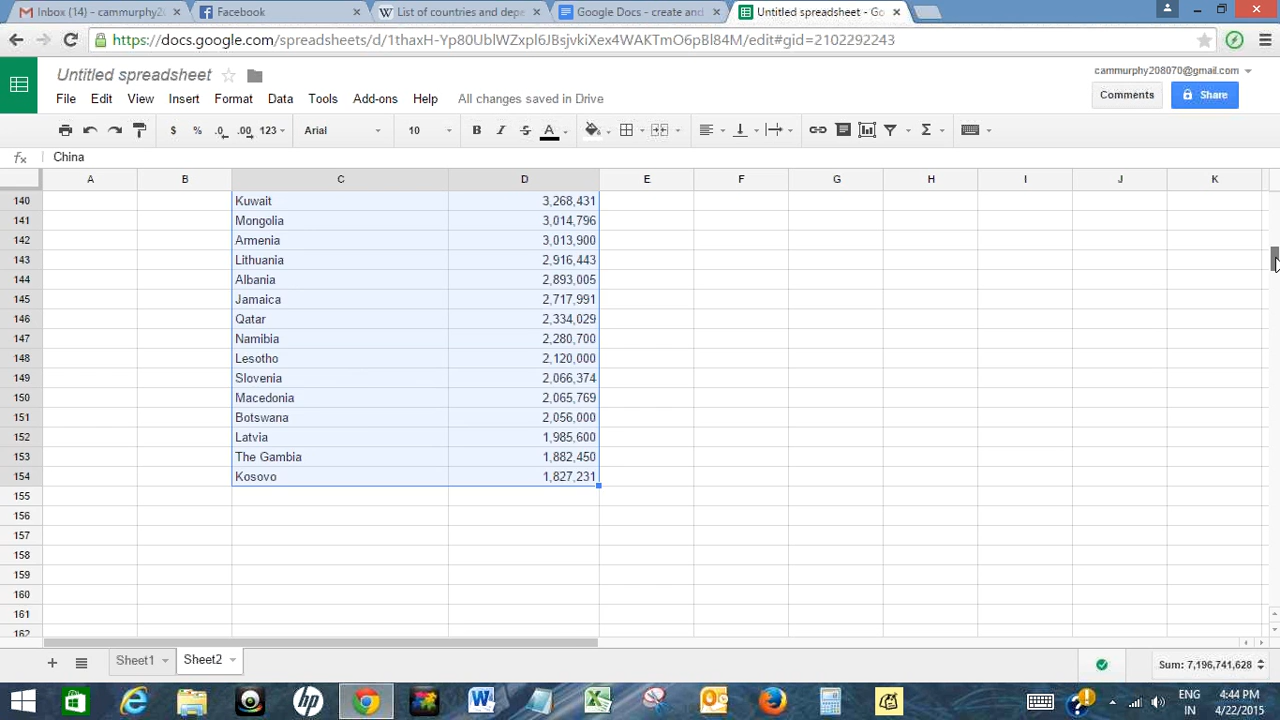 Inbox (14) - cammurphy2
Facebook
List of countries and depe
Google Docs - create and
Untitled spreadsheet - Go
https://docs.google.com/spreadsheets/d/1thaxH-Yp80UblWZxpl6JBsjvkiXex4WAKTmO6pBl84M/edit#gid=2102292243
Untitled spreadsheet
cammurphy208070@gmail.com
File Edit View Insert Format Data Tools Add-ons Help All changes saved in Drive
Comments Share
$ % .0 .00 123 Arial 10 B I S A Σ
fx China
A B C D E F G H I J K
140 Kuwait 3,268,431
141 Mongolia 3,014,796
142 Armenia 3,013,900
143 Lithuania 2,916,443
144 Albania 2,893,005
145 Jamaica 2,717,991
146 Qatar 2,334,029
147 Namibia 2,280,700
148 Lesotho 2,120,000
149 Slovenia 2,066,374
150 Macedonia 2,065,769
151 Botswana 2,056,000
152 Latvia 1,985,600
153 The Gambia 1,882,450
154 Kosovo 1,827,231
155
156
157
158
159
160
161
162
+ Sheet1 Sheet2 Sum: 7,196,741,628
ENG 4:44 PM
IN 4/22/2015